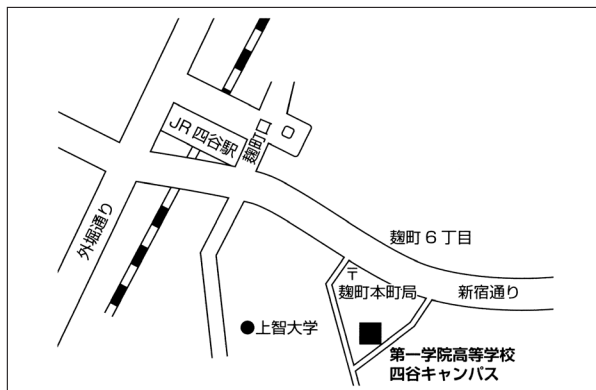 JR 四谷駅
麹町口
外堀通り
麹町 6 丁目
〒
麹町本町局
新宿通り
●上智大学
第一学院高等学校
四谷キャンパス